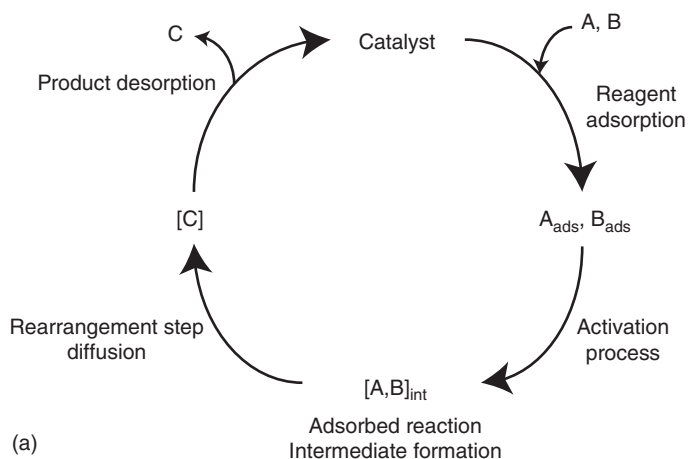 C
A, B
Catalyst
Product desorption
Reagent
adsorption
[C]
A_ads, B_ads
Rearrangement step
diffusion
Activation
process
[A,B]_int
Adsorbed reaction
Intermediate formation
(a)